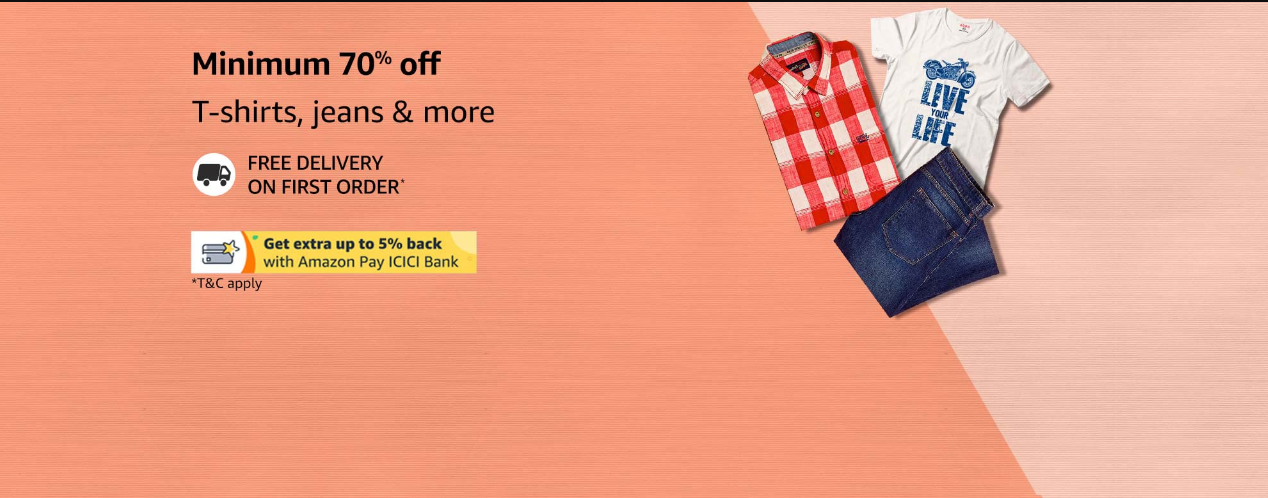 Minimum 70% off
T-shirts, jeans & more
FREE DELIVERY
ON FIRST ORDER*
Get extra up to 5% back
with Amazon Pay ICICI Bank
*T&C apply
LIVE
YOUR
LIFE